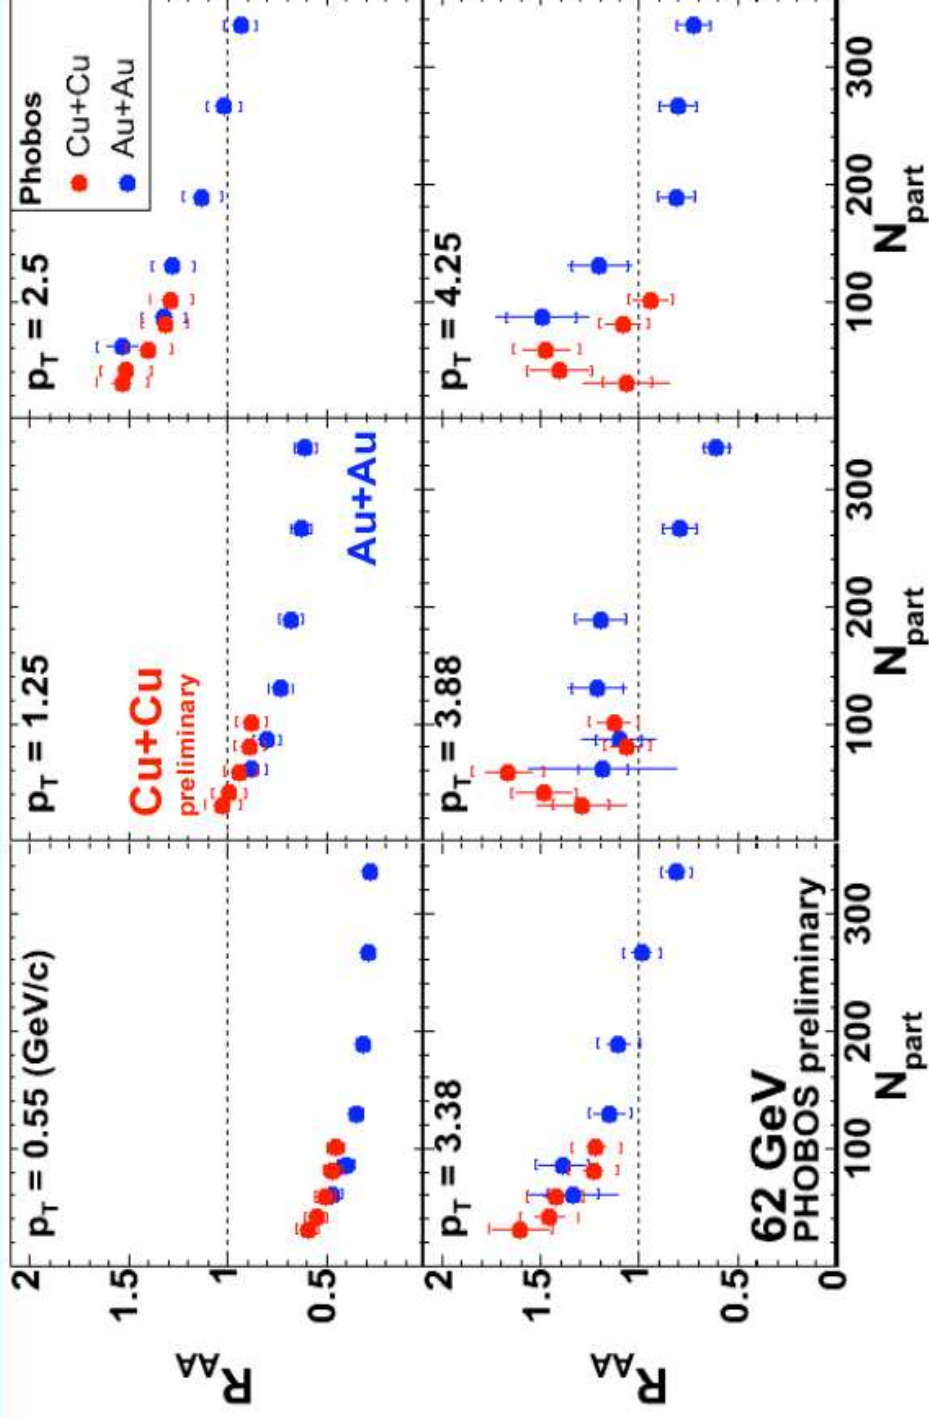 p_T = 0.55 (GeV/c)
p_T = 1.25
p_T = 2.5
Phobos
Cu+Cu
Au+Au
Cu+Cu
preliminary
Au+Au
R_AA
2
1.5
1
0.5
p_T = 3.38
p_T = 3.88
p_T = 4.25
62 GeV
PHOBOS preliminary
R_AA
2
1.5
1
0.5
0
100 200 300
100 200 300
100 200 300
N_part
N_part
N_part